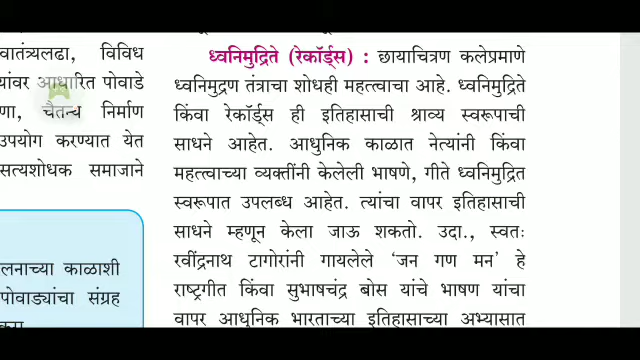 वातंत्र्यलढा, विविध
यांवर आधारित पोवाडे
णा, चैतन्य निर्माण
उपयोग करण्यात येत
सत्यशोधक समाजाने
लनाच्या काळाशी
पोवाड्यांचा संग्रह
ध्वनिमुद्रिते (रेकॉर्ड्स) : छायाचित्रण कलेप्रमाणे
ध्वनिमुद्रण तंत्राचा शोधही महत्त्वाचा आहे. ध्वनिमुद्रिते
किंवा रेकॉर्ड्स ही इतिहासाची श्राव्य स्वरूपाची
साधने आहेत. आधुनिक काळात नेत्यांनी किंवा
महत्त्वाच्या व्यक्तींनी केलेली भाषणे, गीते ध्वनिमुद्रित
स्वरूपात उपलब्ध आहेत. त्यांचा वापर इतिहासाची
साधने म्हणून केला जाऊ शकतो. उदा., स्वतः
रवींद्रनाथ टागोरांनी गायलेले ‘जन गण मन’ हे
राष्ट्रगीत किंवा सुभाषचंद्र बोस यांचे भाषण यांचा
वापर आधुनिक भारताच्या इतिहासाच्या अभ्यासात